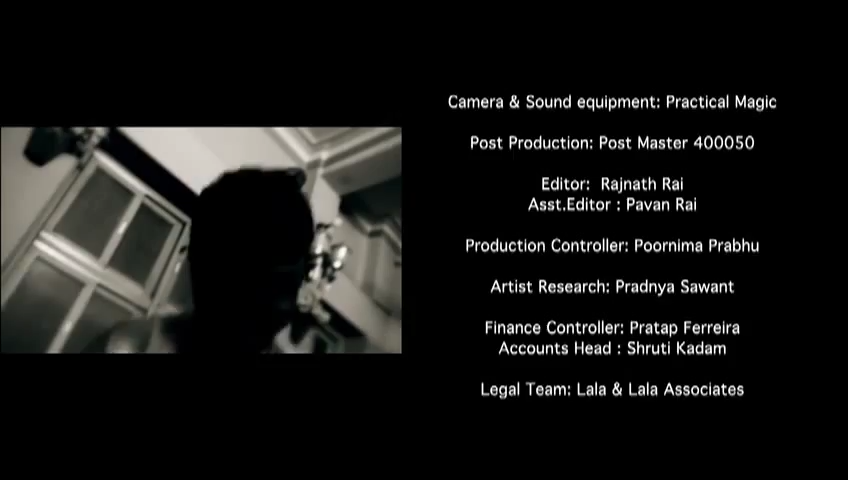 Camera & Sound equipment: Practical Magic
Post Production: Post Master 400050
Editor:  Rajnath Rai
Asst.Editor : Pavan Rai
Production Controller: Poornima Prabhu
Artist Research: Pradnya Sawant
Finance Controller: Pratap Ferreira
Accounts Head : Shruti Kadam
Legal Team: Lala & Lala Associates